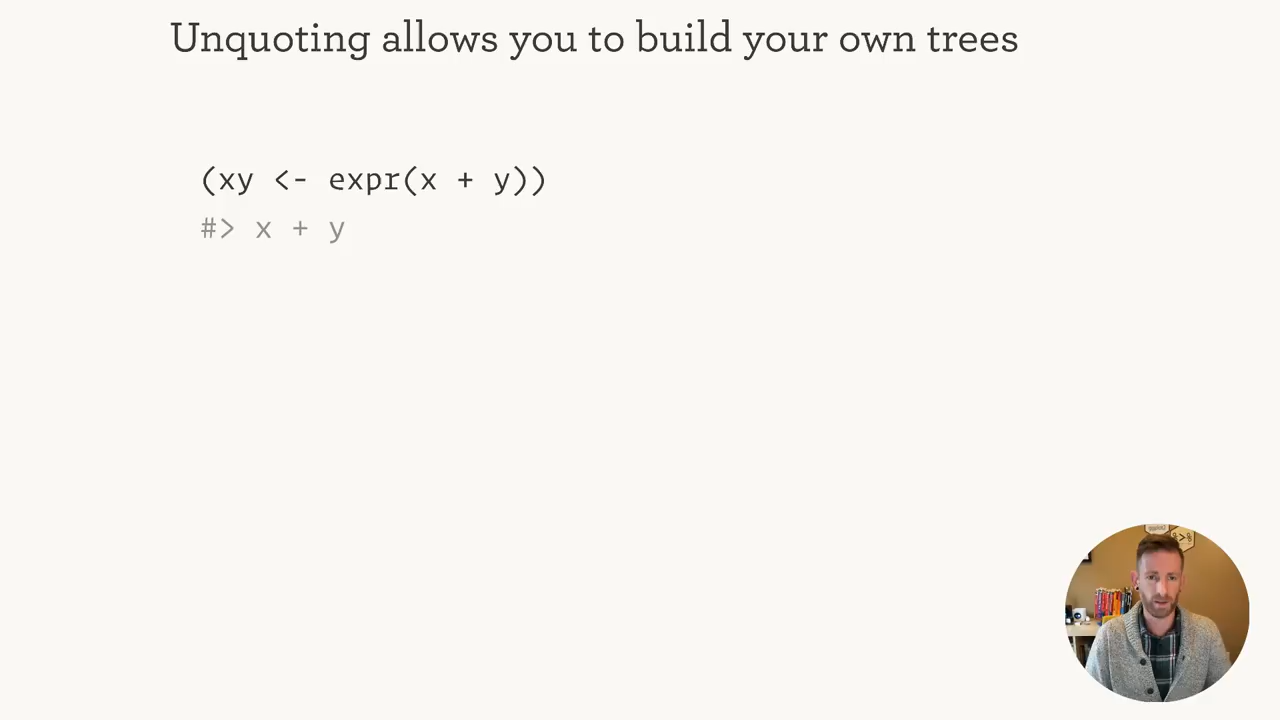 Unquoting allows you to build your own trees
(xy <- expr(x + y))
#> x + y
%>%